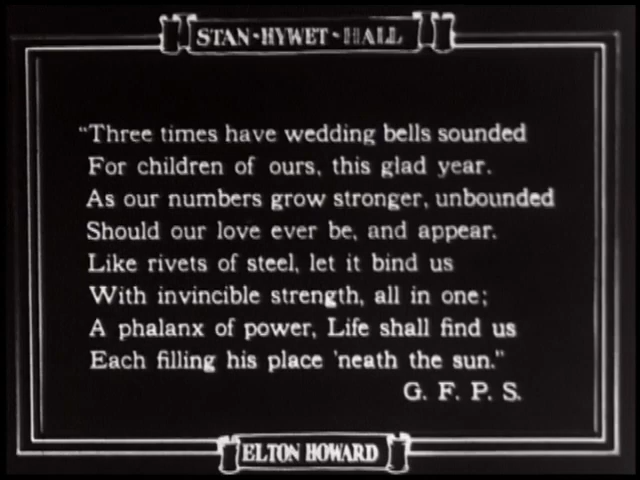 STAN-HYWET-HALL
"Three times have wedding bells sounded
For children of ours, this glad year.
As our numbers grow stronger, unbounded
Should our love ever be, and appear.
Like rivets of steel, let it bind us
With invincible strength, all in one;
A phalanx of power, Life shall find us
Each filling his place 'neath the sun."
G. F. P. S.
ELTON HOWARD